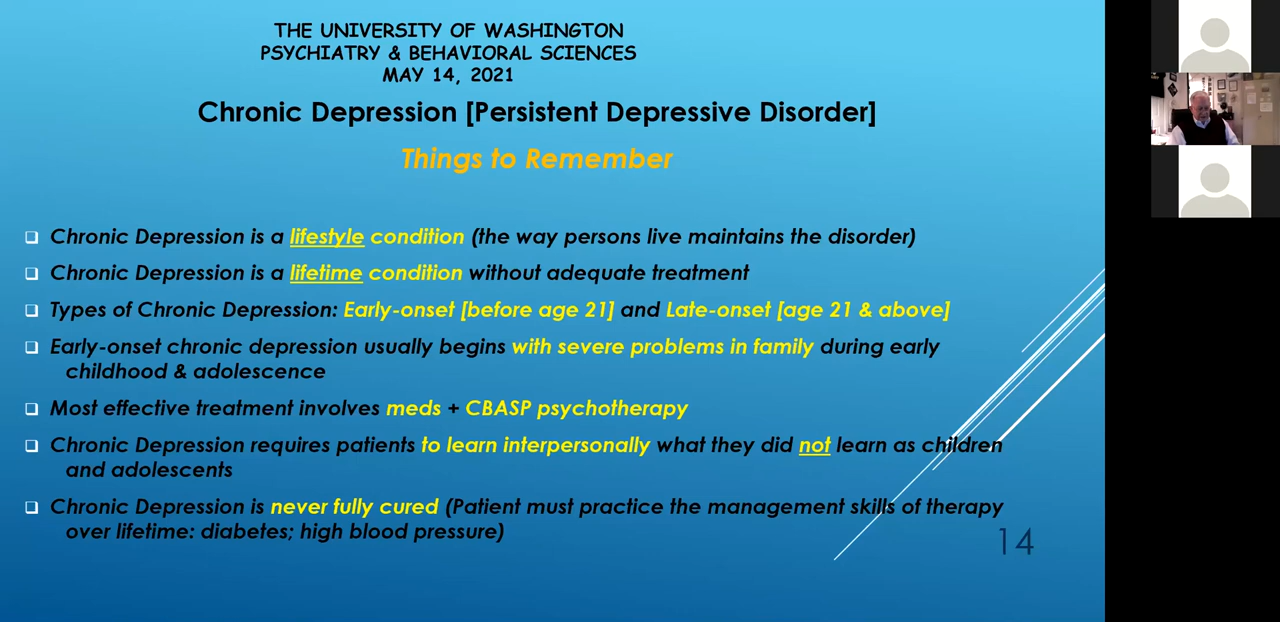 THE UNIVERSITY OF WASHINGTON
PSYCHIATRY & BEHAVIORAL SCIENCES
MAY 14, 2021
Chronic Depression [Persistent Depressive Disorder]
Things to Remember
Chronic Depression is a lifestyle condition (the way persons live maintains the disorder)
Chronic Depression is a lifetime condition without adequate treatment
Types of Chronic Depression: Early-onset [before age 21] and Late-onset [age 21 & above]
Early-onset chronic depression usually begins with severe problems in family during early
childhood & adolescence
Most effective treatment involves meds + CBASP psychotherapy
Chronic Depression requires patients to learn interpersonally what they did not learn as children
and adolescents
Chronic Depression is never fully cured (Patient must practice the management skills of therapy
over lifetime: diabetes; high blood pressure)
14